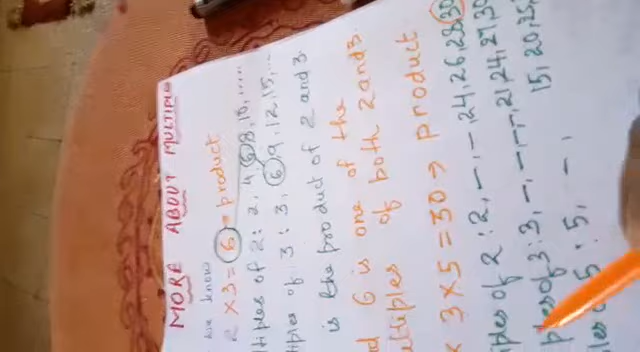 MORE ABOUT MULTIPL
we know
2 × 3 = 6 → product
tiples of 2 : 2, 4 6 8, 10, .....
tiples of 3 : 3, 6 9, 12, 15, ...
is the product of 2 and 3.
d 6 is one of the
ultiples of both 2 and 3.
× 3 × 5 = 30 → product
iples of 2 : 2, -, -, - 24, 26, 28 30
ples of 3 : 3, -, - - -, 21, 24, 27, 30
les of 5 : 5, -, - , 15, 20, 25,